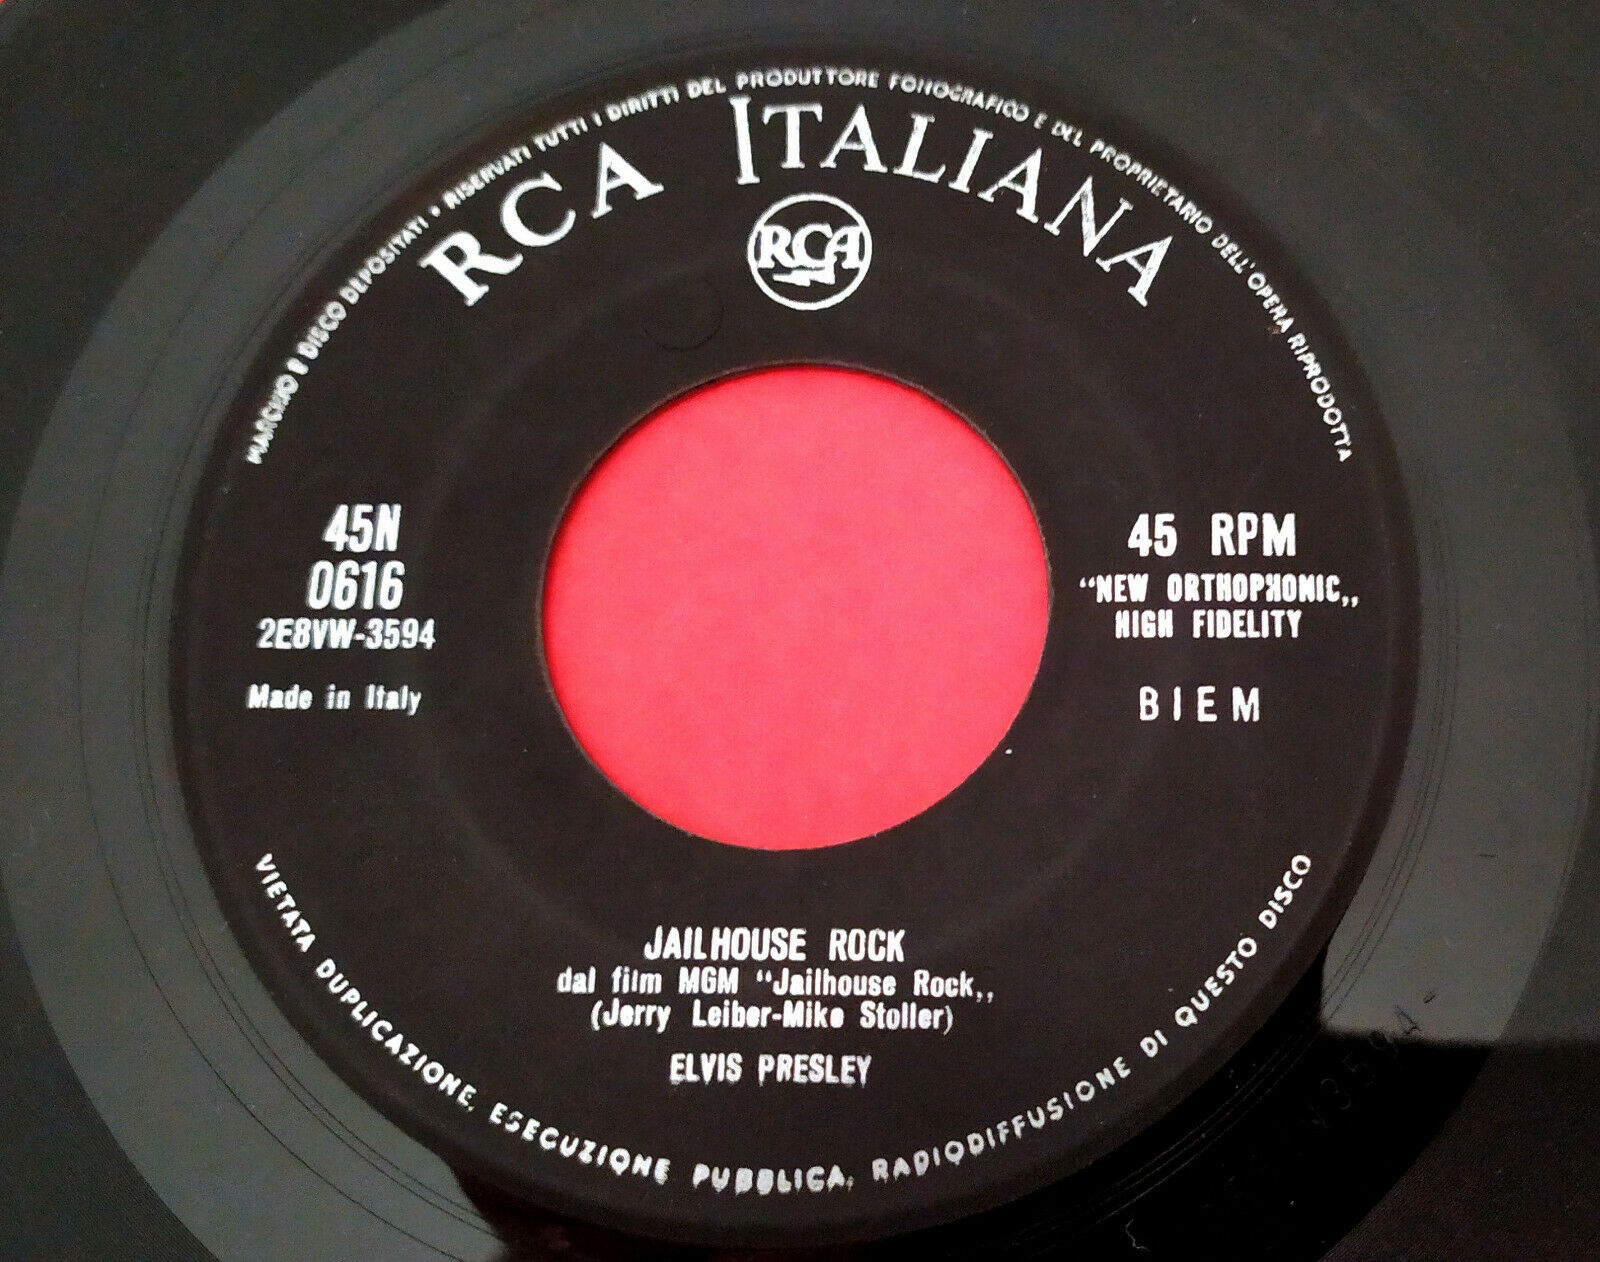 MARCHIO E DISCO DEPOSITATI • RISERVATI TUTTI I DIRITTI DEL PRODUTTORE FONOGRAFICO E DEL PROPRIETARIO DELL'OPERA RIPRODOTTA
RCA ITALIANA
RCA
45N
0616
2E8VW-3594
Made in Italy
45 RPM
“NEW ORTHOPHONIC,,
HIGH FIDELITY
BIEM
JAILHOUSE ROCK
dal film MGM “Jailhouse Rock,,
(Jerry Leiber-Mike Stoller)
ELVIS PRESLEY
VIETATA DUPLICAZIONE, ESECUZIONE PUBBLICA, RADIODIFFUSIONE DI QUESTO DISCO